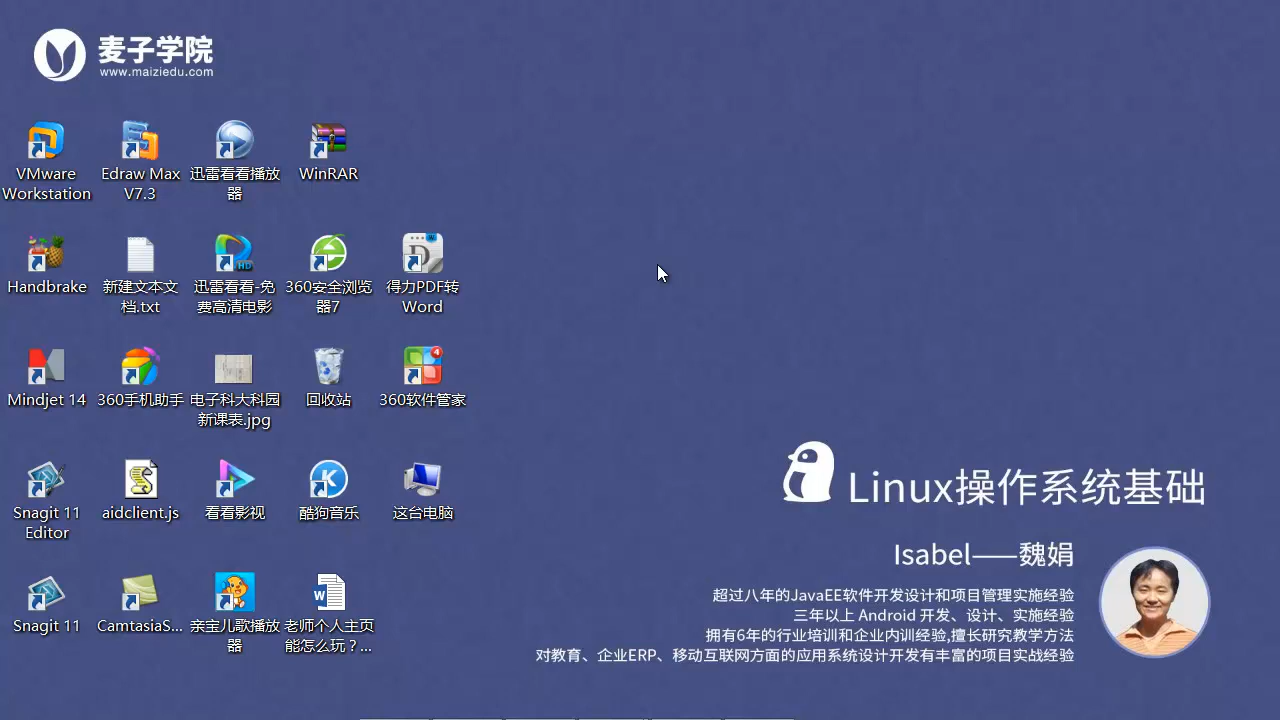 麦子学院
www.maiziedu.com
VMware
Workstation
Edraw Max
V7.3
迅雷看看播放
器
WinRAR
Handbrake
新建文本文
档.txt
迅雷看看-免
费高清电影
360安全浏览
器7
得力PDF转
Word
Mindjet 14
360手机助手
电子科大科园
新课表.jpg
回收站
360软件管家
Snagit 11
Editor
aidclient.js
看看影视
酷狗音乐
这台电脑
Snagit 11
CamtasiaS...
亲宝儿歌播放
器
老师个人主页
能怎么玩？...
Linux操作系统基础
Isabel——魏娟
超过八年的JavaEE软件开发设计和项目管理实施经验
三年以上 Android 开发、设计、实施经验
拥有6年的行业培训和企业内训经验,擅长研究教学方法
对教育、企业ERP、移动互联网方面的应用系统设计开发有丰富的项目实战经验